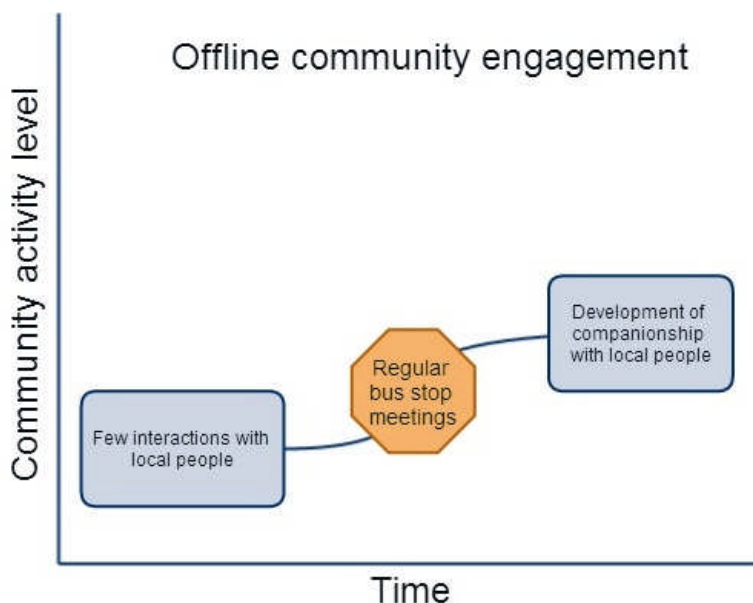 Offline community engagement
Community activity level
Development of
companionship
with local people
Regular
bus stop
meetings
Few interactions with
local people
Time